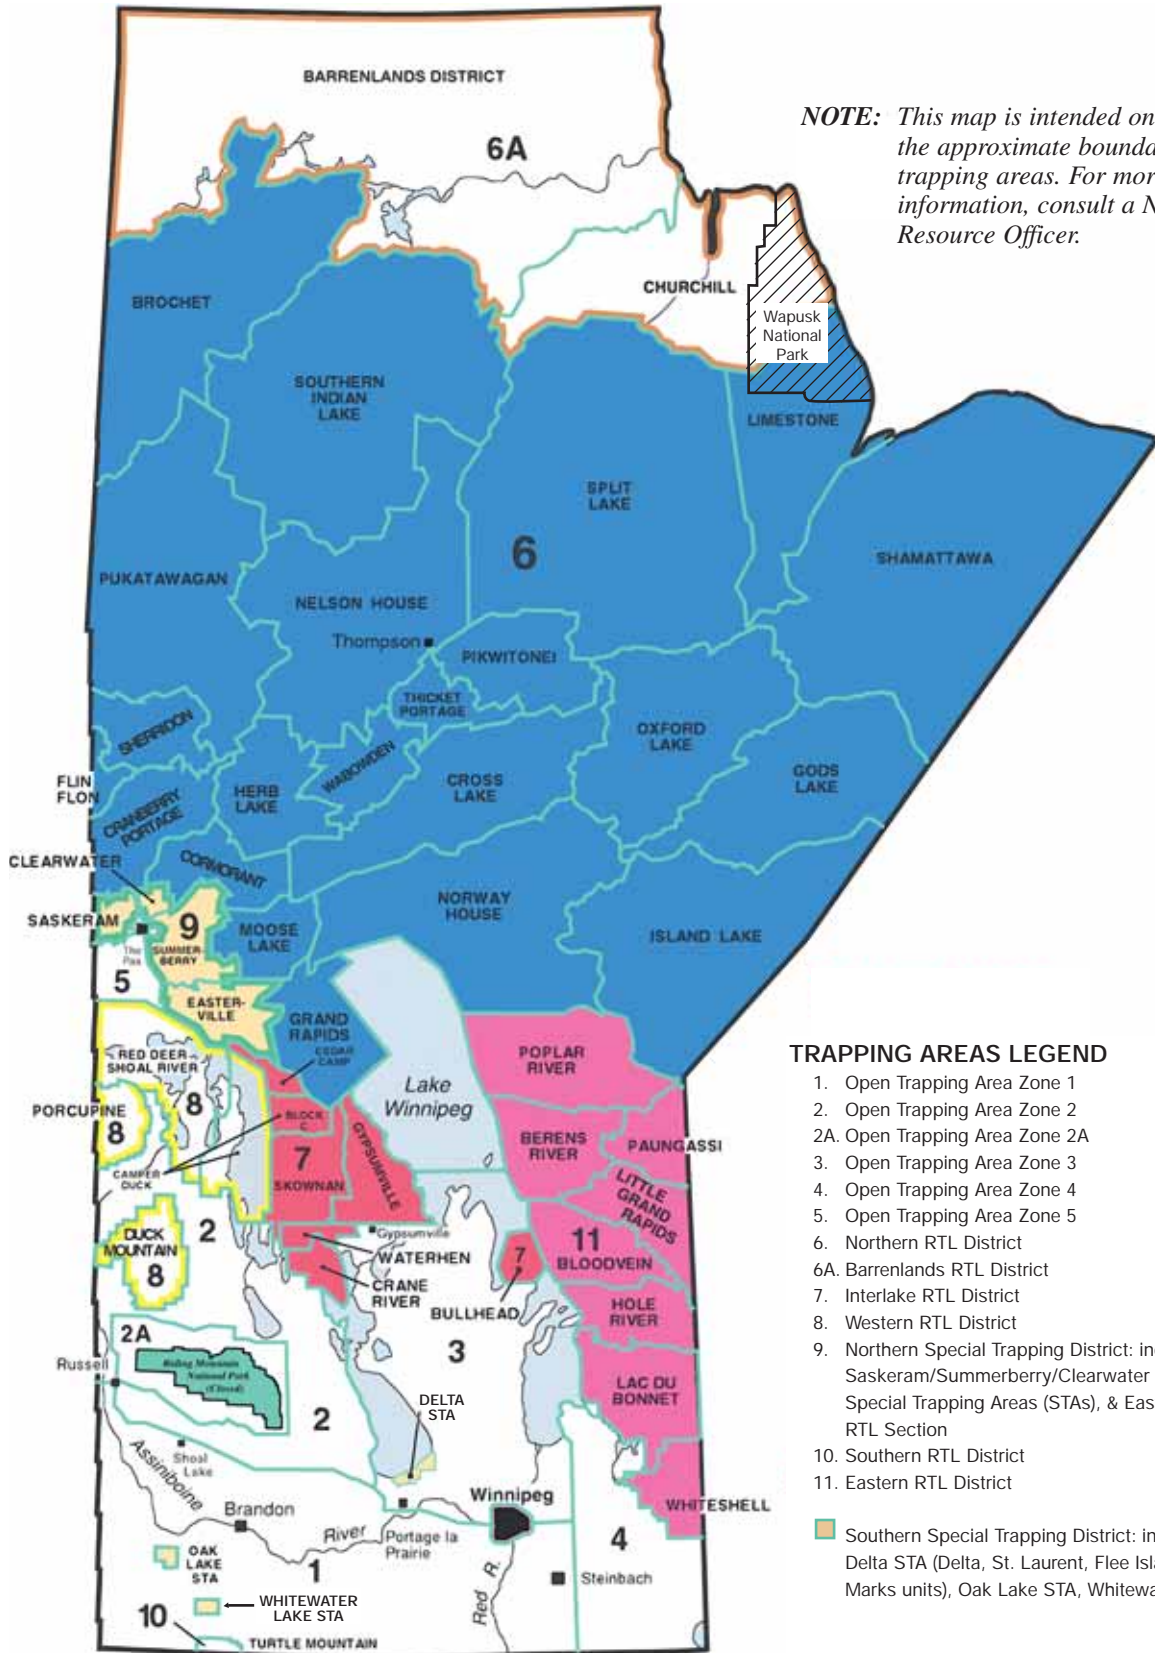 BARRENLANDS DISTRICT
6A
NOTE: This map is intended on
the approximate bounda
trapping areas. For mor
information, consult a N
Resource Officer.
CHURCHILL
Wapusk
National
Park
BROCHET
SOUTHERN
INDIAN
LAKE
LIMESTONE
SPLIT
LAKE
6
SHAMATTAWA
PUKATAWAGAN
NELSON HOUSE
Thompson
PIKWITONEI
THICKET
PORTAGE
SHERRIDON
OXFORD
LAKE
WABOWDEN
FLIN
FLON
HERB
LAKE
CROSS
LAKE
GODS
LAKE
CRANBERRY
PORTAGE
CLEARWATER
CORMORANT
SASKERAM
9
The
Pas
SUMMER-
BERRY
MOOSE
LAKE
NORWAY
HOUSE
ISLAND LAKE
5
EASTER-
VILLE
GRAND
RAPIDS
CEDAR
CAMP
RED DEER
SHOAL RIVER
POPLAR
RIVER
Lake
Winnipeg
PORCUPINE
8
8
BLOCK
C
GYPSUMVILLE
BERENS
RIVER
PAUNGASSI
CAMPER
DUCK
7
SKOWNAN
LITTLE
GRAND
RAPIDS
2
DUCK
MOUNTAIN
8
Gypsumville
WATERHEN
CRANE
RIVER
7
BULLHEAD
11
BLOODVEIN
HOLE
RIVER
2A
Russell
Riding Mountain
National Park
(Closed)
3
LAC DU
BONNET
2
DELTA
STA
Shoal
Lake
Assiniboine
Brandon
River
Portage la
Prairie
Winnipeg
WHITESHELL
OAK
LAKE
STA
1
Red R.
4
Steinbach
WHITEWATER
LAKE STA
10
TURTLE MOUNTAIN
TRAPPING AREAS LEGEND
1. Open Trapping Area Zone 1
2. Open Trapping Area Zone 2
2A. Open Trapping Area Zone 2A
3. Open Trapping Area Zone 3
4. Open Trapping Area Zone 4
5. Open Trapping Area Zone 5
6. Northern RTL District
6A. Barrenlands RTL District
7. Interlake RTL District
8. Western RTL District
9. Northern Special Trapping District: in
Saskeram/Summerberry/Clearwater
Special Trapping Areas (STAs), & Eas
RTL Section
10. Southern RTL District
11. Eastern RTL District
Southern Special Trapping District: in
Delta STA (Delta, St. Laurent, Flee Isla
Marks units), Oak Lake STA, Whitewa